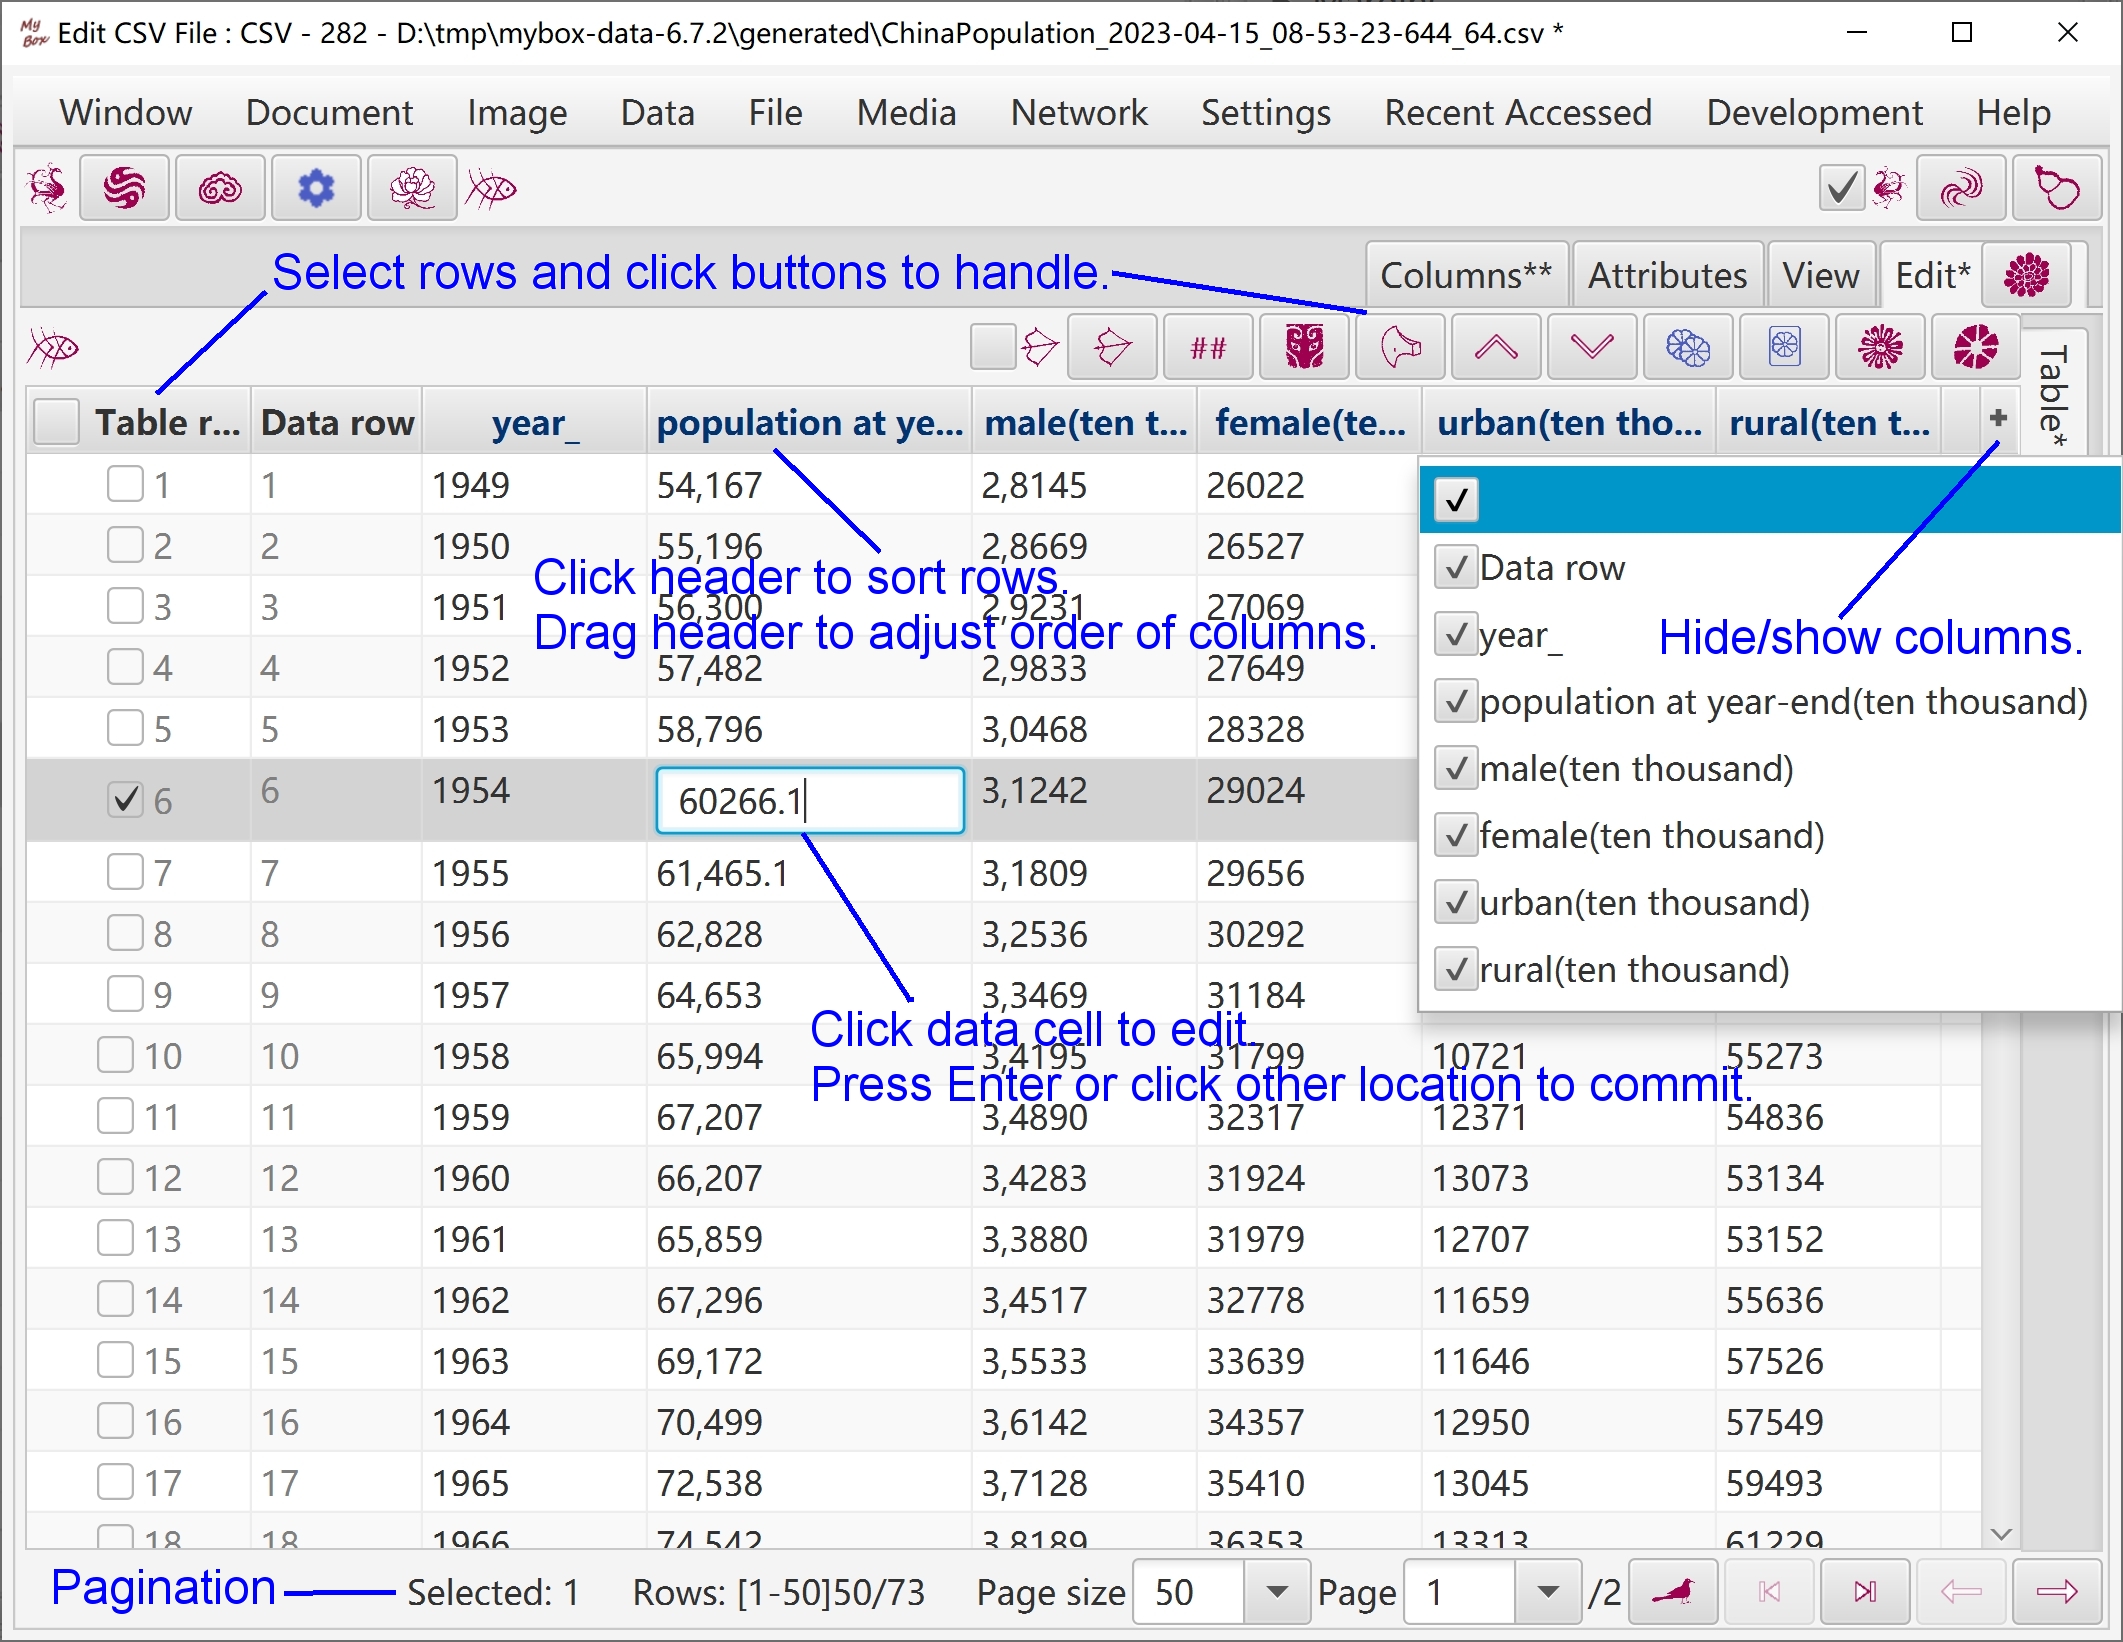 My Box Edit CSV File : CSV - 282 - D:\tmp\mybox-data-6.7.2\generated\ChinaPopulation_2023-04-15_08-53-23-644_64.csv *
Window Document Image Data File Media Network Settings Recent Accessed Development Help
Select rows and click buttons to handle.
Columns** Attributes View Edit*
##
Table*
Table r... Data row year_ population at ye... male(ten t... female(te... urban(ten tho... rural(ten t... +
1 1 1949 54,167 2,8145 26022
2 2 1950 55,196 2,8669 26527
Click header to sort rows.
3 3 1951 56,300 2,9231 27069
Drag header to adjust order of columns.
4 4 1952 57,482 2,9833 27649
5 5 1953 58,796 3,0468 28328
6 6 1954 60266.1 3,1242 29024
7 7 1955 61,465.1 3,1809 29656
8 8 1956 62,828 3,2536 30292
9 9 1957 64,653 3,3469 31184
Data row
year_
Hide/show columns.
population at year-end(ten thousand)
male(ten thousand)
female(ten thousand)
urban(ten thousand)
rural(ten thousand)
Click data cell to edit.
10 10 1958 65,994 3,4195 31799 10721 55273
Press Enter or click other location to commit.
11 11 1959 67,207 3,4890 32317 12371 54836
12 12 1960 66,207 3,4283 31924 13073 53134
13 13 1961 65,859 3,3880 31979 12707 53152
14 14 1962 67,296 3,4517 32778 11659 55636
15 15 1963 69,172 3,5533 33639 11646 57526
16 16 1964 70,499 3,6142 34357 12950 57549
17 17 1965 72,538 3,7128 35410 13045 59493
18 18 1966 74,542 3,8189 36353 13313 61229
Pagination Selected: 1 Rows: [1-50]50/73 Page size 50 Page 1 /2